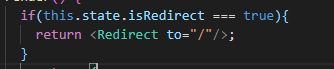 if(this.state.isRedirect === true){
return <Redirect to="/"/>;
}